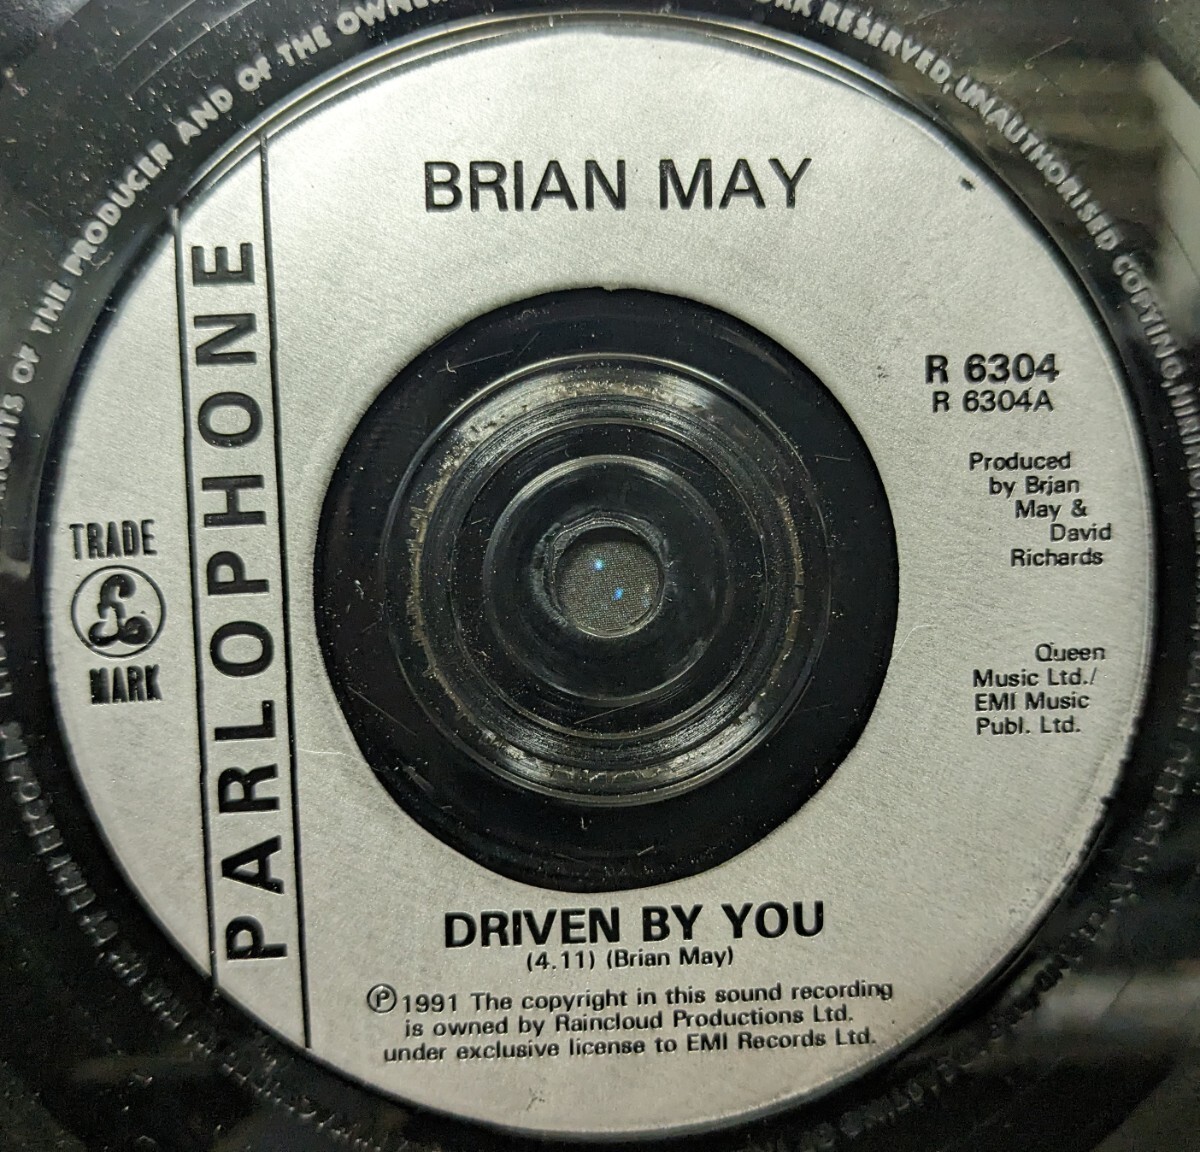 RIGHTS OF THE PRODUCER AND OF THE OWNER
WORK RESERVED, UNAUTHORISED COPYING, HIRING,
BRIAN MAY
PARLOPHONE
TRADE
MARK
R 6304
R 6304A
Produced
by Brian
May &
David
Richards
Queen
Music Ltd./
EMI Music
Publ. Ltd.
DRIVEN BY YOU
(4.11) (Brian May)
Ⓟ1991 The copyright in this sound recording
is owned by Raincloud Productions Ltd.
under exclusive license to EMI Records Ltd.